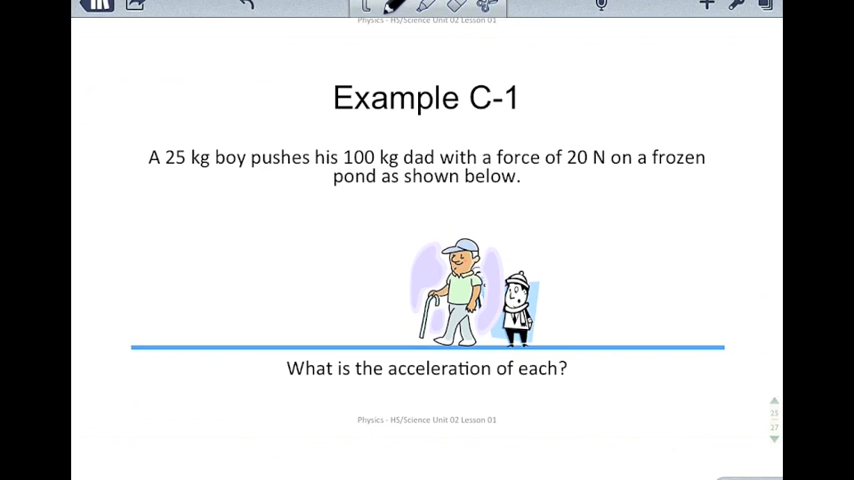 Physics - HS/Science Unit 02 Lesson 01
Example C-1
A 25 kg boy pushes his 100 kg dad with a force of 20 N on a frozen
pond as shown below.
What is the acceleration of each?
Physics - HS/Science Unit 02 Lesson 01
25
27